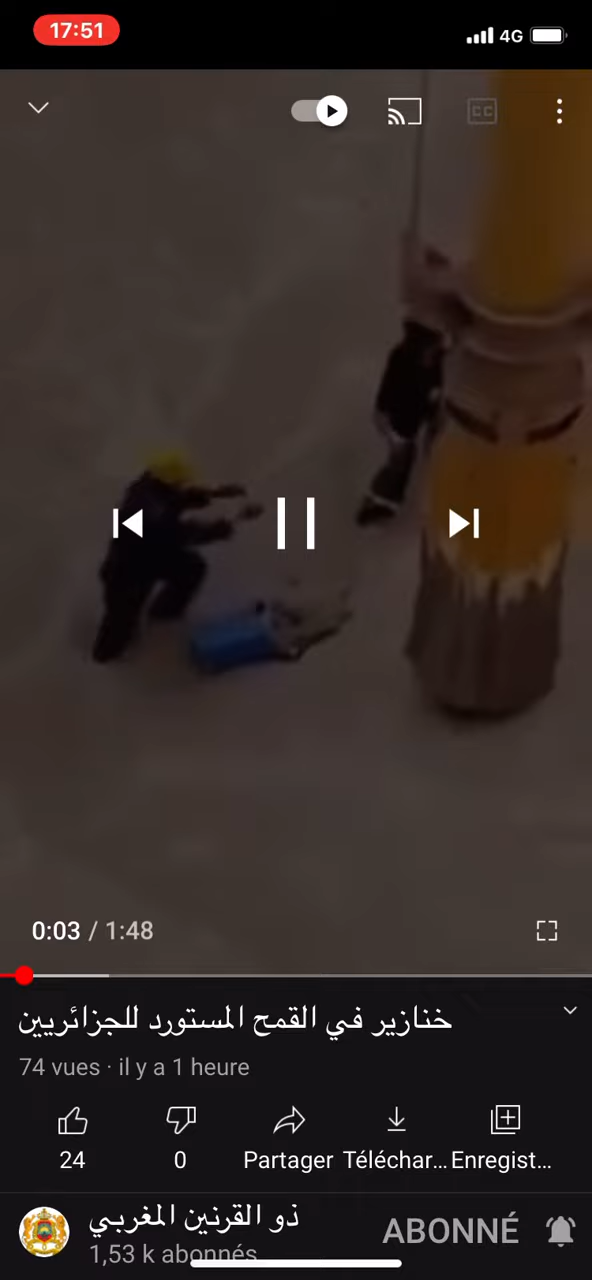 17:51
4G
CC
0:03 / 1:48
خنازير في القمح المستورد للجزائريين
74 vues · il y a 1 heure
24
0
Partager
Téléchar...
Enregist...
ذو القرنين المغربي
ABONNÉ
1,53 k abonnés